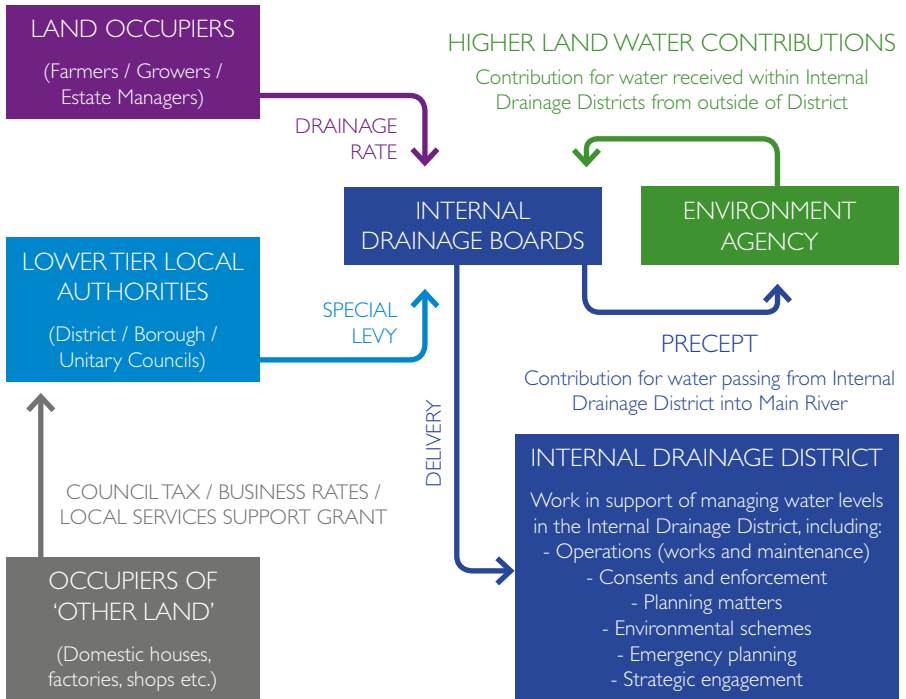 LAND OCCUPIERS
(Farmers / Growers /
Estate Managers)
DRAINAGE
RATE
HIGHER LAND WATER CONTRIBUTIONS
Contribution for water received within Internal
Drainage Districts from outside of District
INTERNAL
DRAINAGE BOARDS
ENVIRONMENT
AGENCY
LOWER TIER LOCAL
AUTHORITIES
(District / Borough /
Unitary Councils)
SPECIAL
LEVY
PRECEPT
Contribution for water passing from Internal
Drainage District into Main River
DELIVERY
COUNCIL TAX / BUSINESS RATES /
LOCAL SERVICES SUPPORT GRANT
OCCUPIERS OF
‘OTHER LAND’
(Domestic houses,
factories, shops etc.)
INTERNAL DRAINAGE DISTRICT
Work in support of managing water levels
in the Internal Drainage District, including:
- Operations (works and maintenance)
- Consents and enforcement
- Planning matters
- Environmental schemes
- Emergency planning
- Strategic engagement